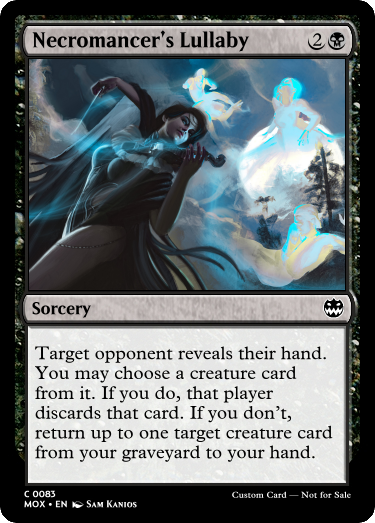 Necromancer's Lullaby 2
Sorcery
Target opponent reveals their hand.
You may choose a creature card
from it. If you do, that player
discards that card. If you don't,
return up to one target creature card
from your graveyard to your hand.
C 0083
MOX • EN Sam Kanios
Custom Card — Not for Sale